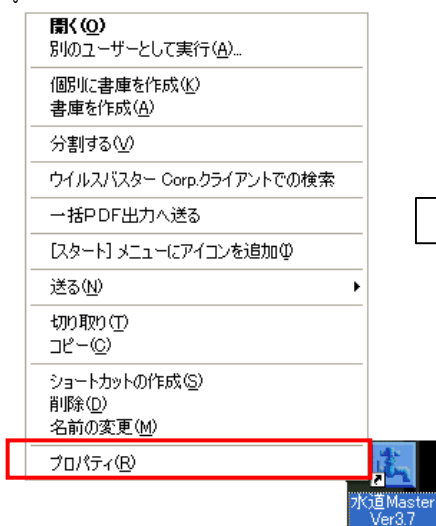 開く(O)
別のユーザーとして実行(A)...
個別に書庫を作成(K)
書庫を作成(A)
分割する(V)
ウイルスバスター Corp.クライアントでの検索
一括PDF出力へ送る
[スタート] メニューにアイコンを追加(I)
送る(N)
切り取り(T)
コピー(C)
ショートカットの作成(S)
削除(D)
名前の変更(M)
プロパティ(R)
水道Master
Ver3.7